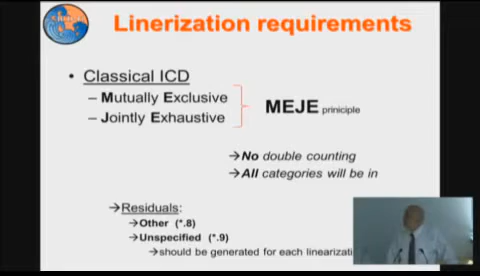 Linerization requirements
• Classical ICD
– Mutually Exclusive
– Jointly Exhaustive
MEJE priniciple
→No double counting
→All categories will be in
→Residuals:
→Other (*.8)
→Unspecified (*.9)
→should be generated for each linearizati